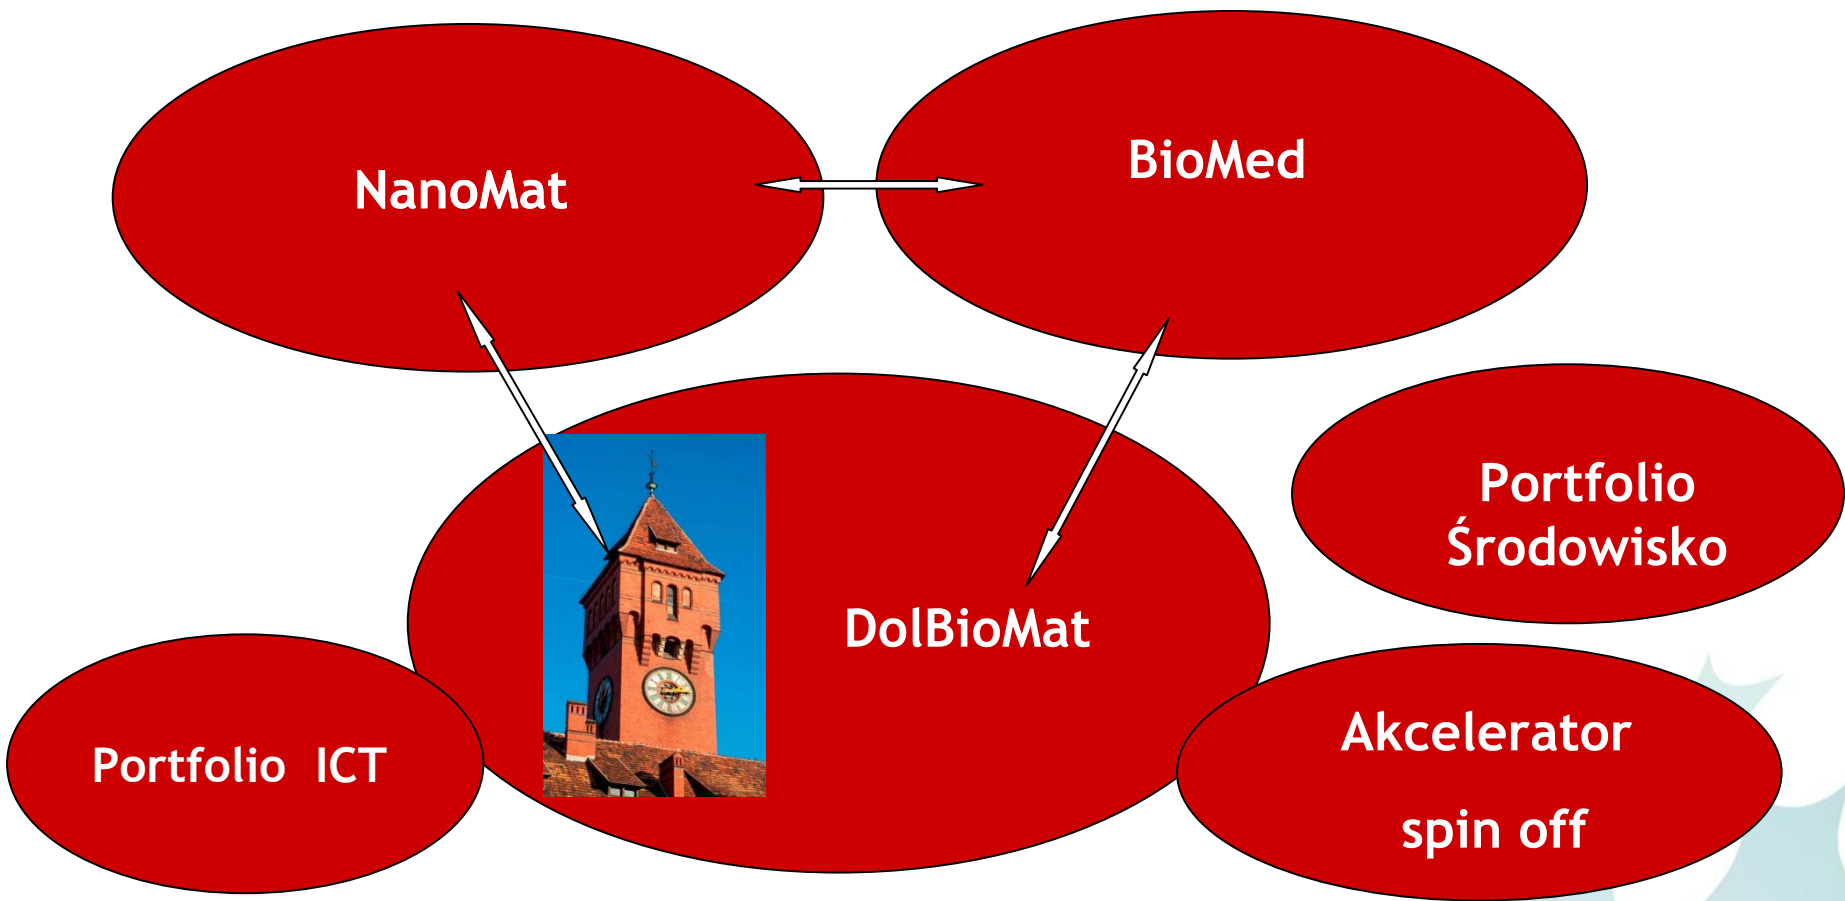 NanoMat
BioMed
DolBioMat
Portfolio
Środowisko
Portfolio ICT
Akcelerator
spin off